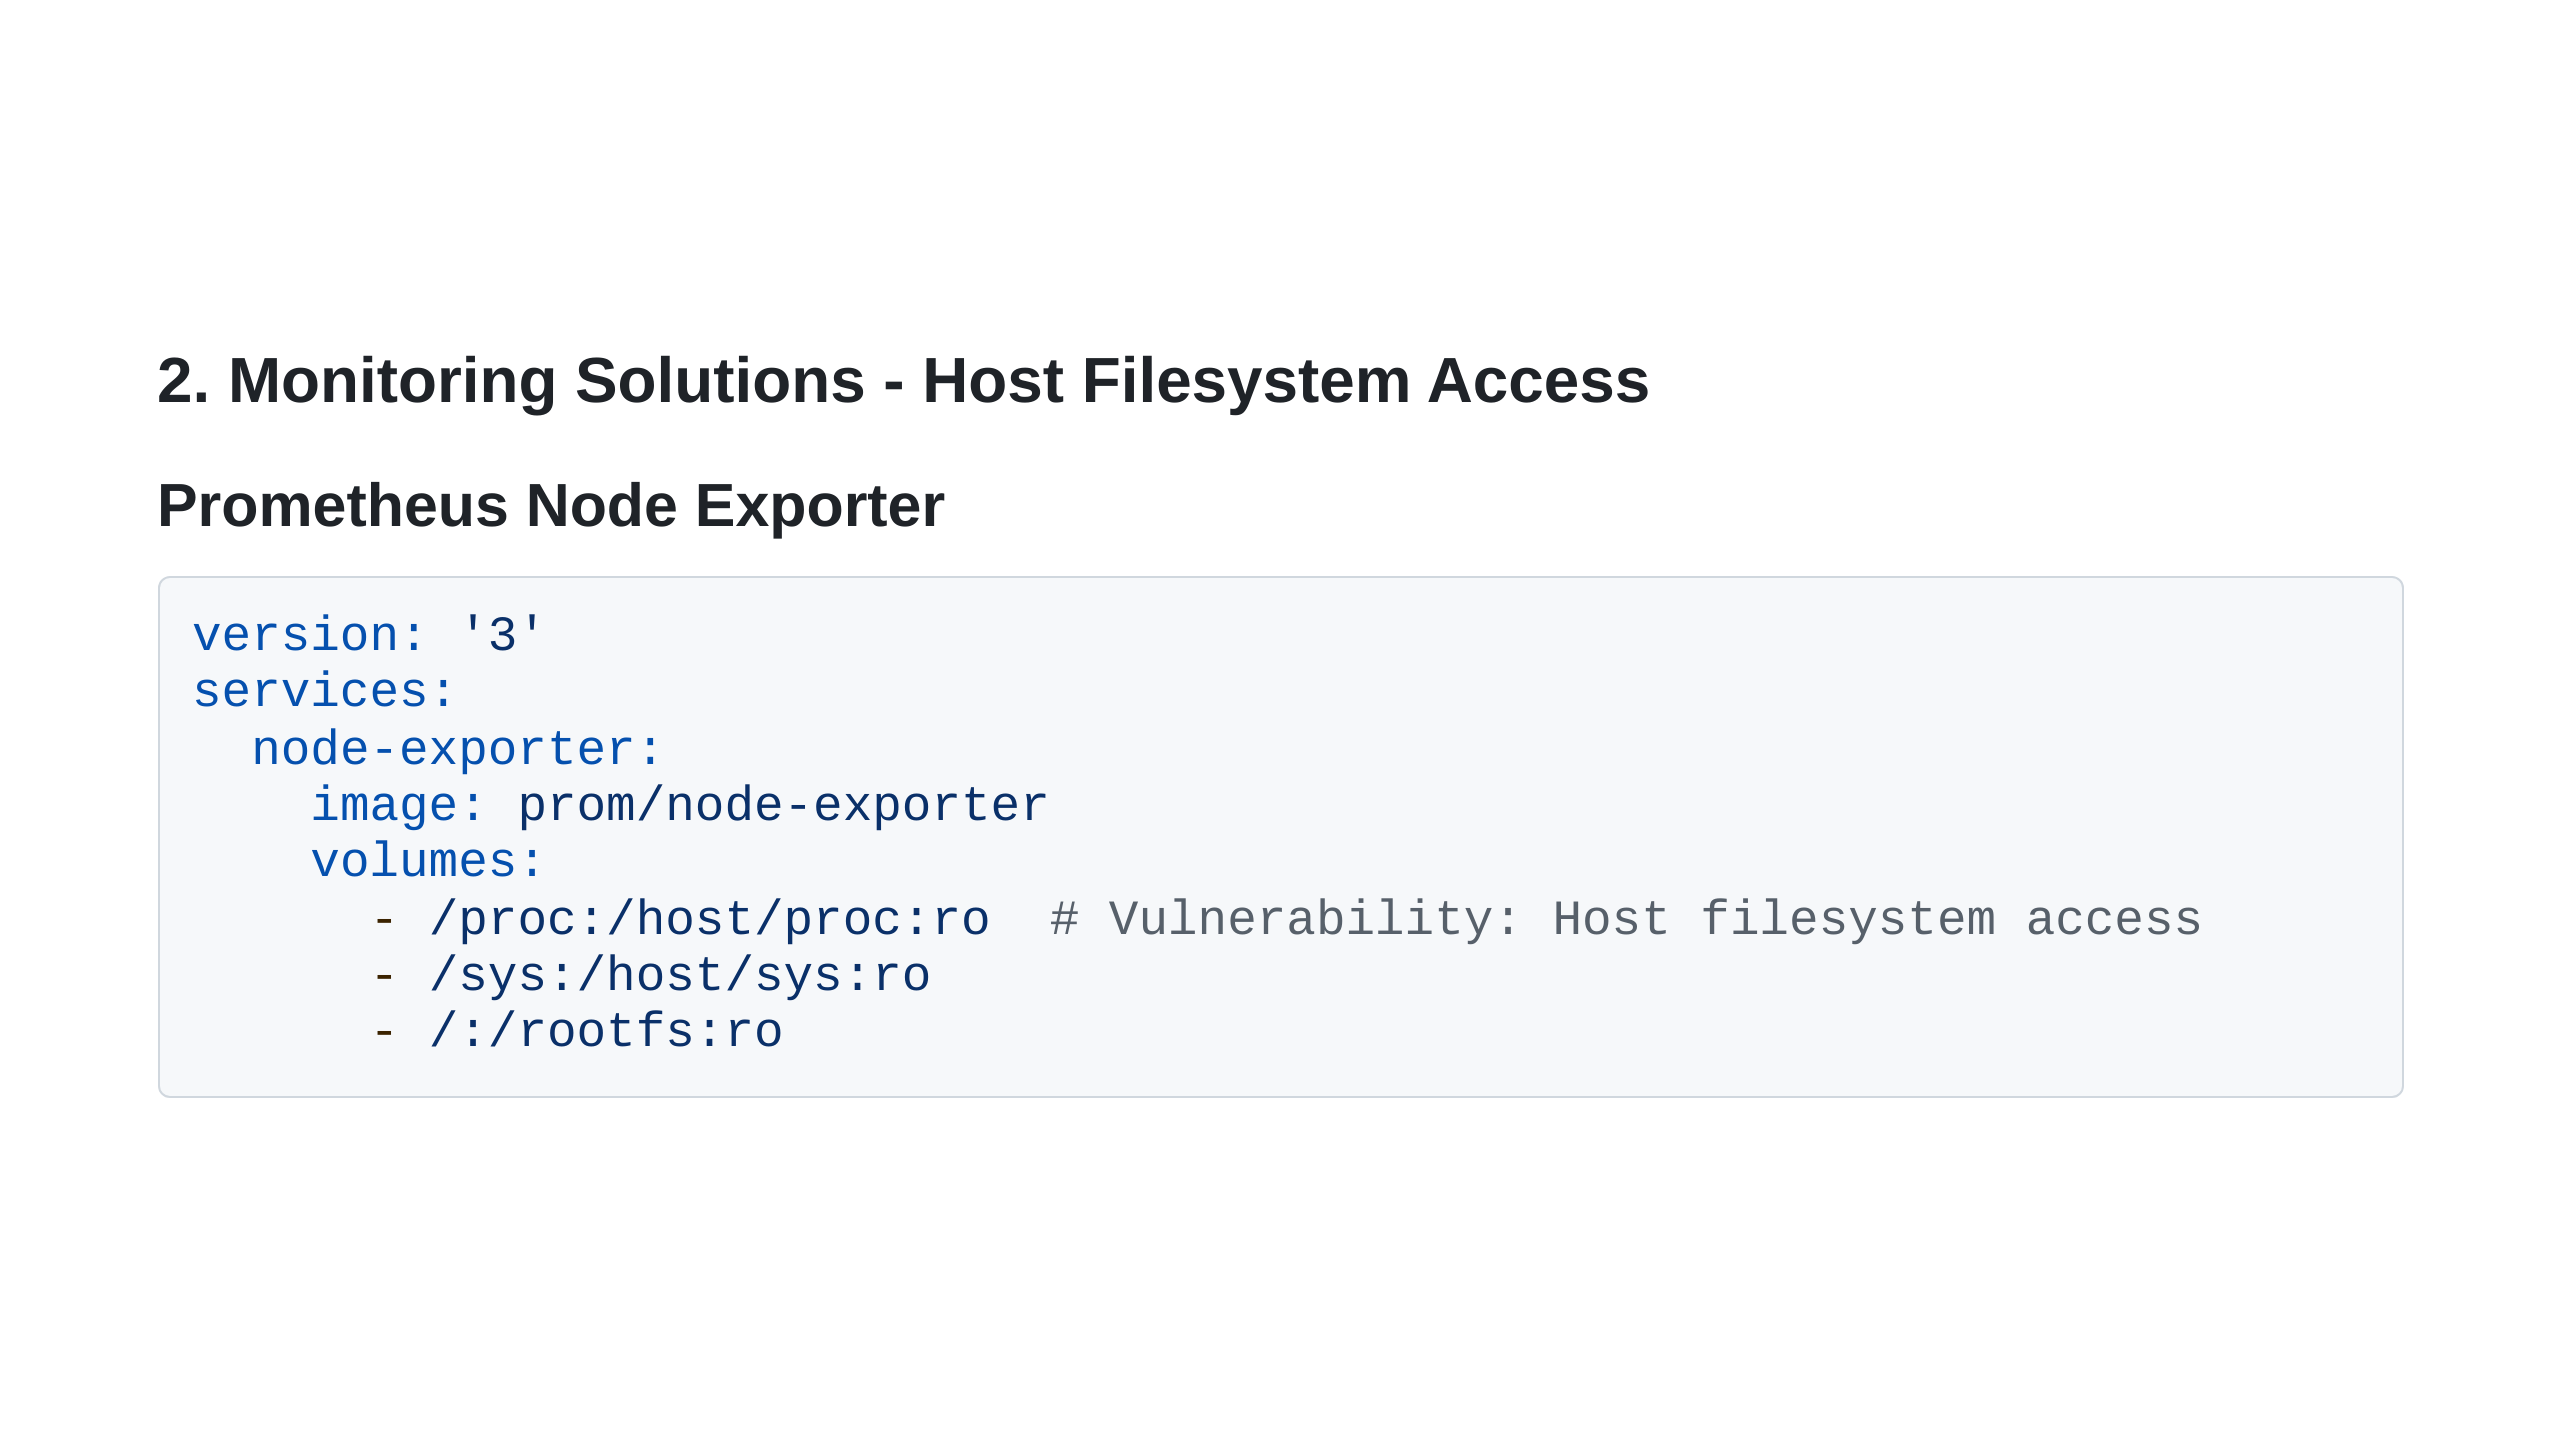 2. Monitoring Solutions - Host Filesystem Access
Prometheus Node Exporter
version: '3'
services:
  node-exporter:
    image: prom/node-exporter
    volumes:
      - /proc:/host/proc:ro  # Vulnerability: Host filesystem access
      - /sys:/host/sys:ro
      - /:/rootfs:ro